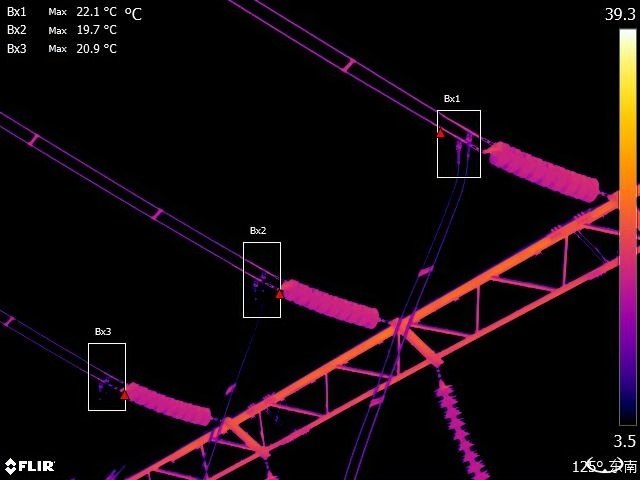 Bx1 Max 22.1 °C °C
Bx2 Max 19.7 °C
Bx3 Max 20.9 °C
39.3
Bx1
Bx2
Bx3
3.5
FLIR
125° 东南